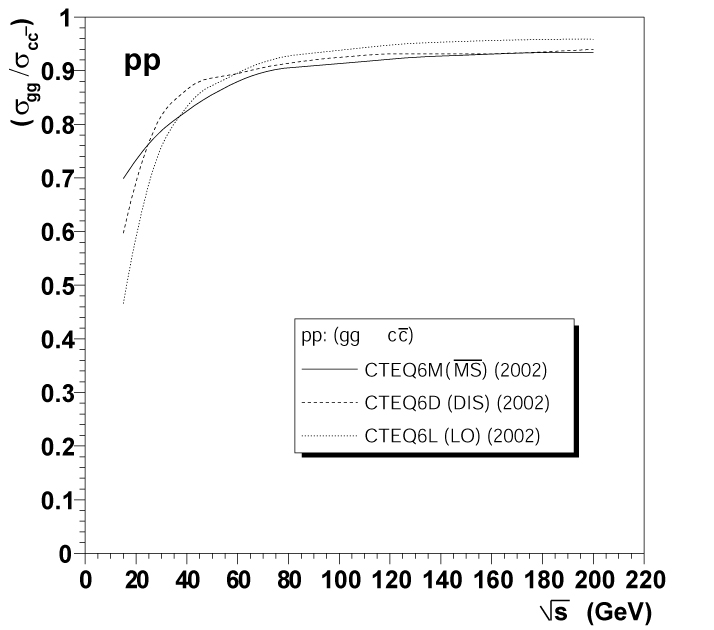 (σgg/σcc̅)
pp
1
0.9
0.8
0.7
0.6
0.5
0.4
0.3
0.2
0.1
0
pp: (gg cc̅)
CTEQ6M(M̅S̅) (2002)
CTEQ6D (DIS) (2002)
CTEQ6L (LO) (2002)
0 20 40 60 80 100 120 140 160 180 200 220
√s (GeV)